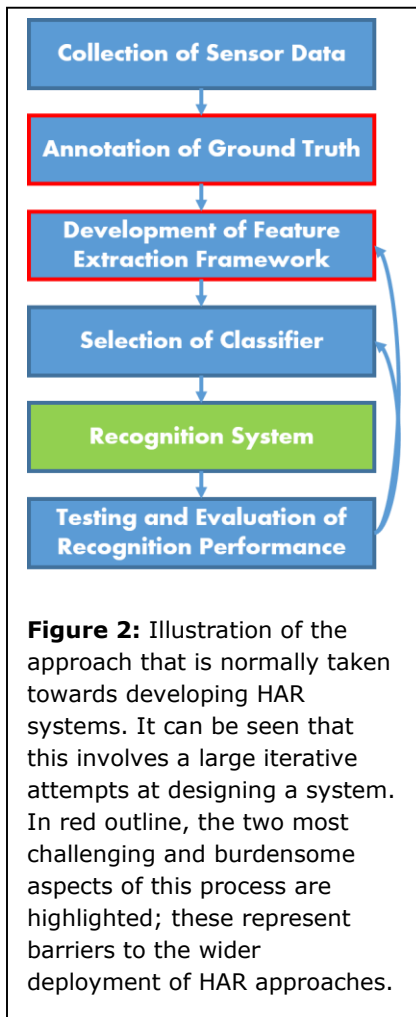 Collection of Sensor Data
Annotation of Ground Truth
Development of Feature
Extraction Framework
Selection of Classifier
Recognition System
Testing and Evaluation of
Recognition Performance
Figure 2: Illustration of the
approach that is normally taken
towards developing HAR
systems. It can be seen that
this involves a large iterative
attempts at designing a system.
In red outline, the two most
challenging and burdensome
aspects of this process are
highlighted; these represent
barriers to the wider
deployment of HAR approaches.